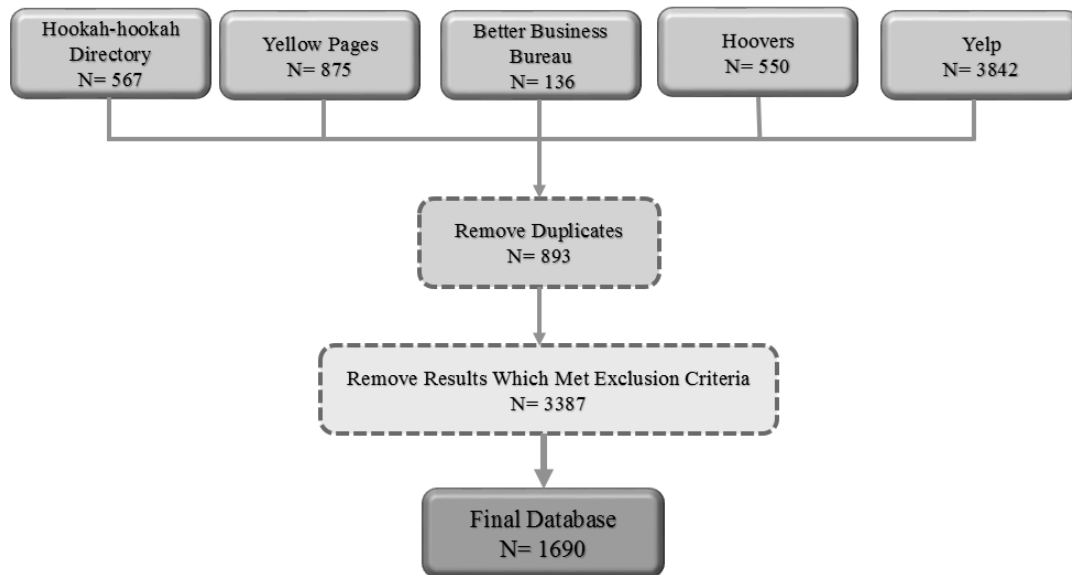 Hookah-hookah
Directory
N= 567
Yellow Pages
N= 875
Better Business
Bureau
N= 136
Hoovers
N= 550
Yelp
N= 3842
Remove Duplicates
N= 893
Remove Results Which Met Exclusion Criteria
N= 3387
Final Database
N= 1690